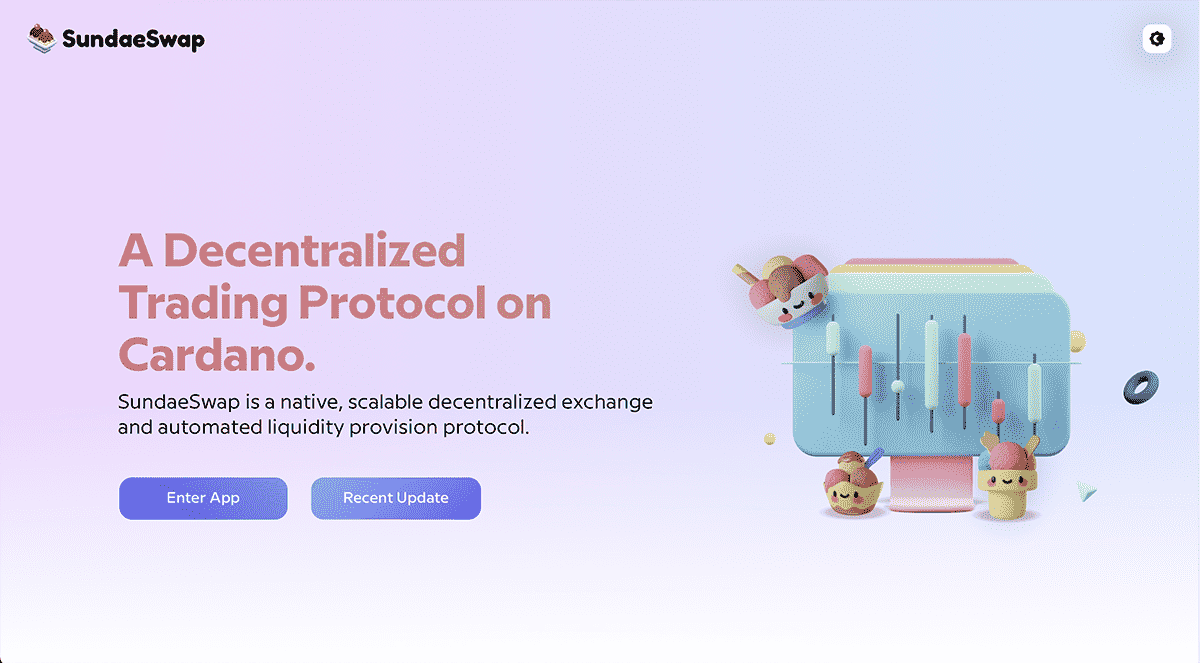 SundaeSwap
A Decentralized
Trading Protocol on
Cardano.
SundaeSwap is a native, scalable decentralized exchange
and automated liquidity provision protocol.
Enter App
Recent Update